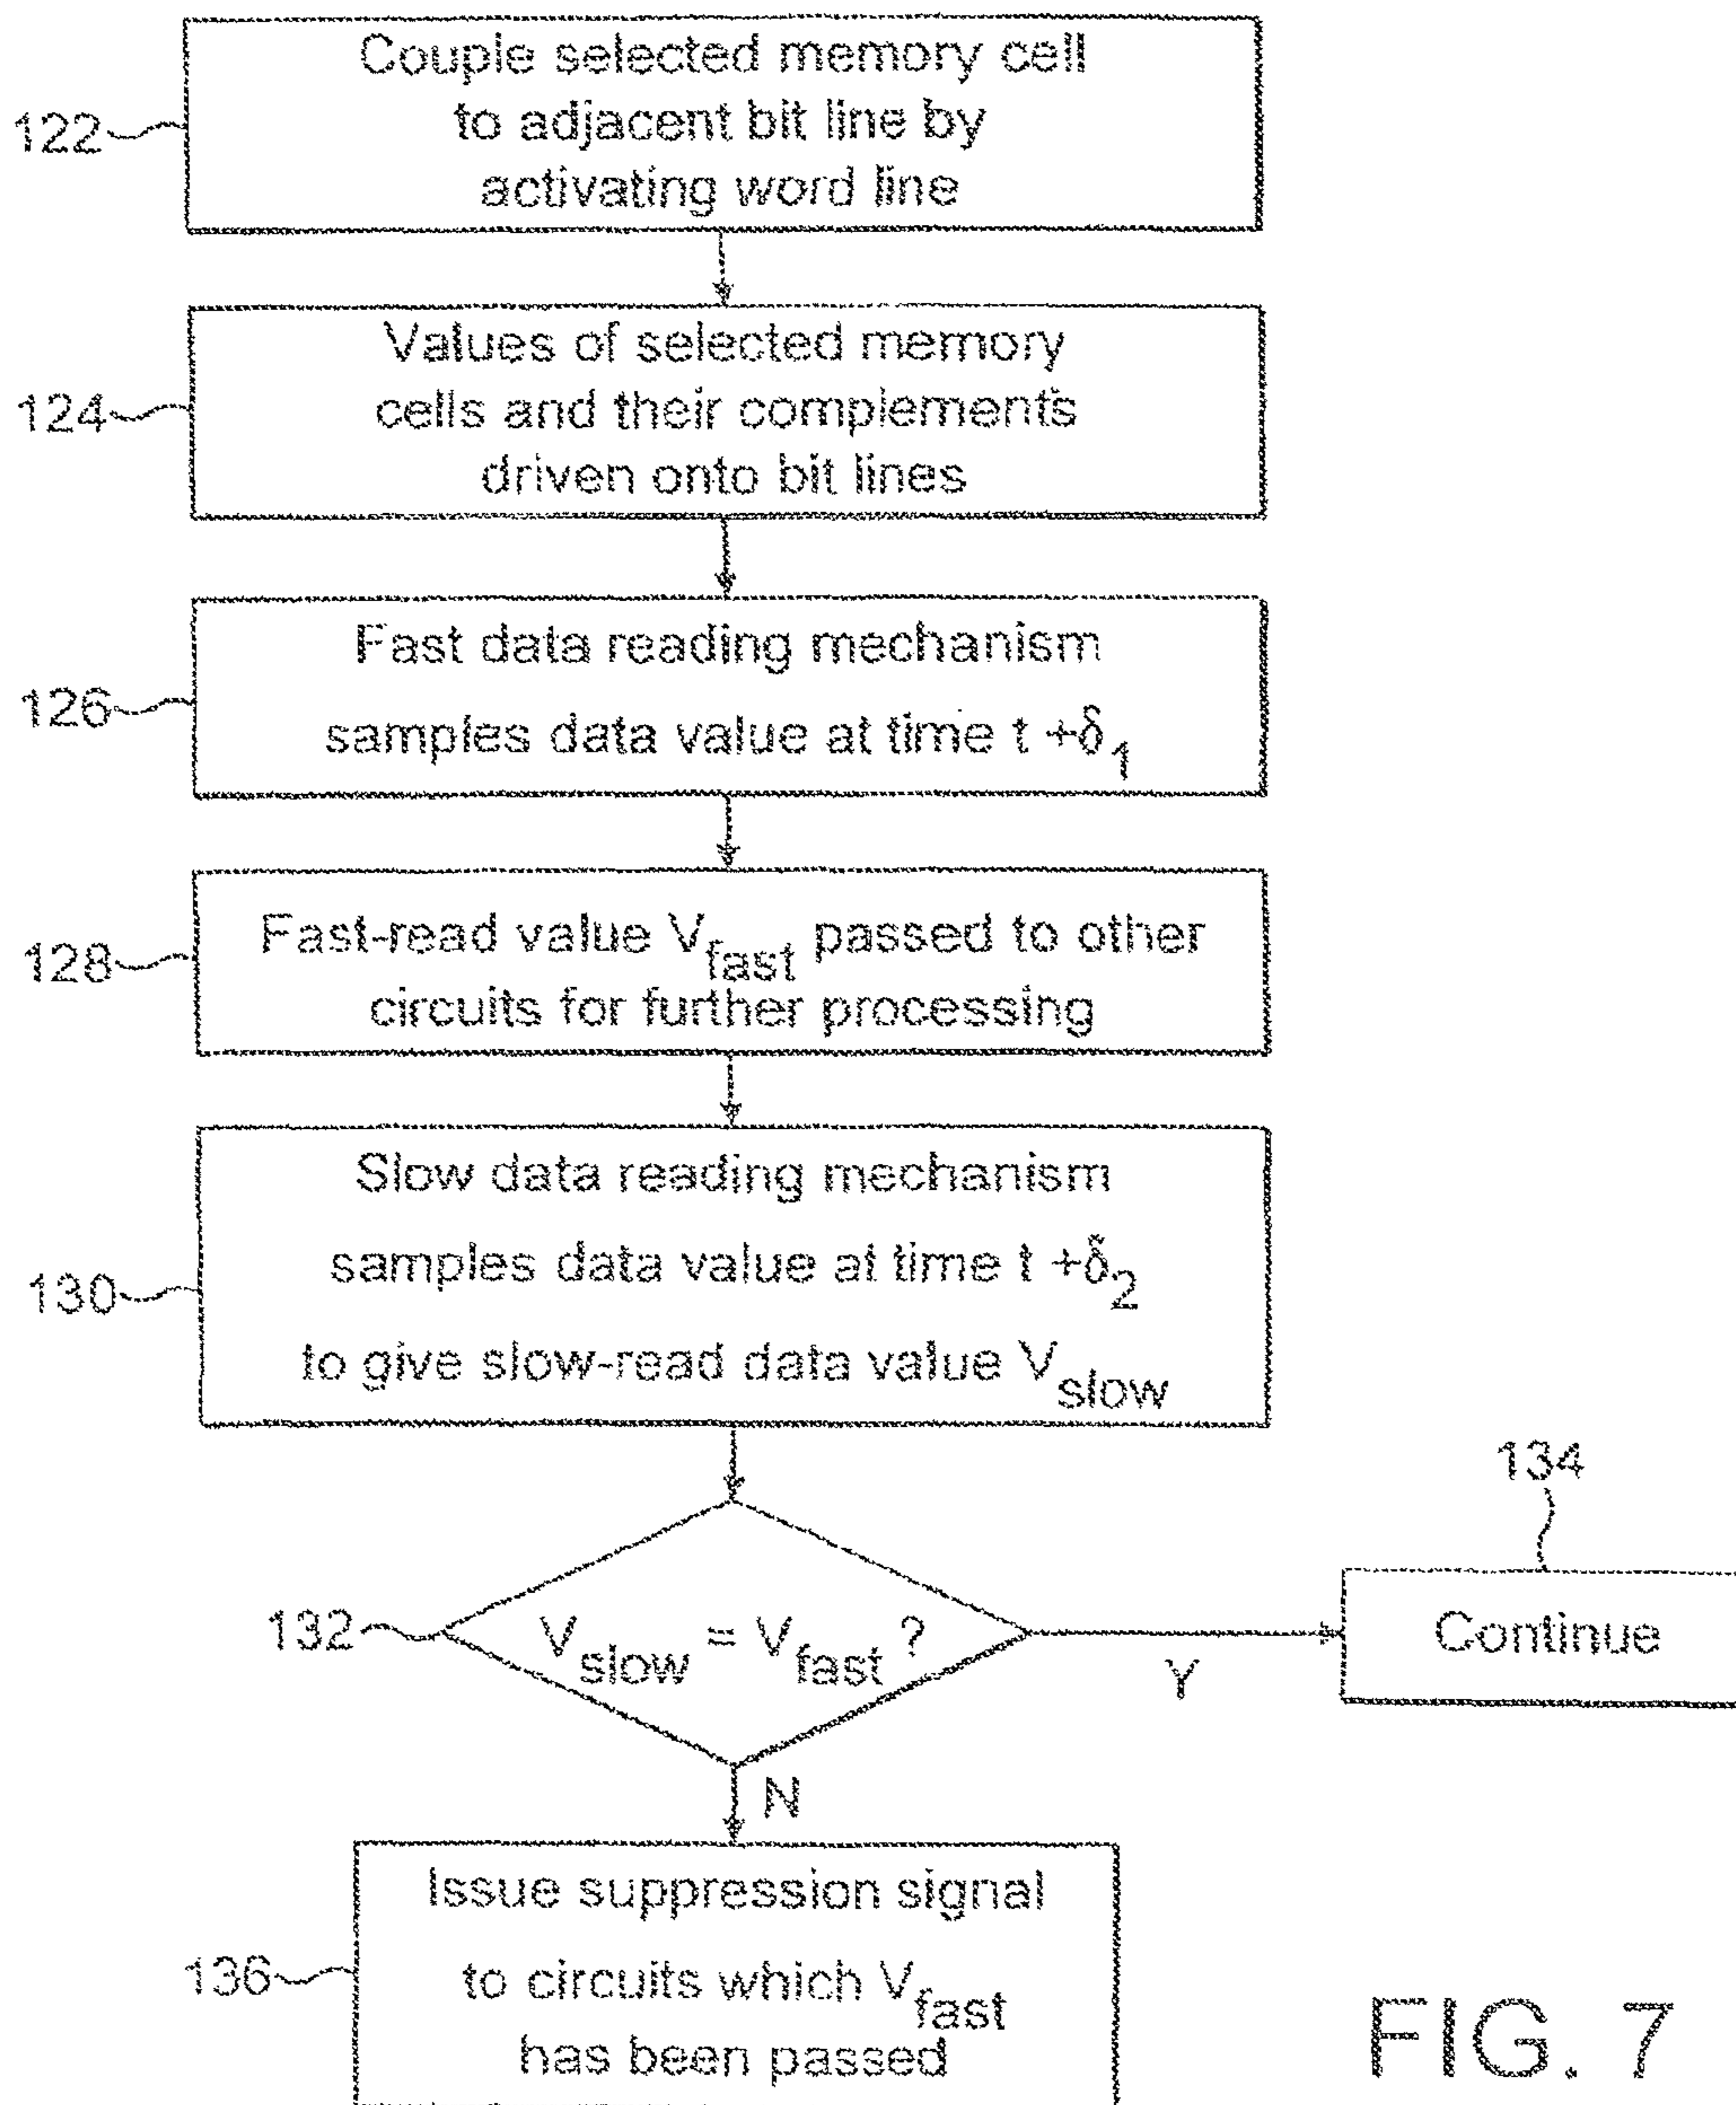 122
Couple selected memory cell
to adjacent bit line by
activating word line
124
Values of selected memory
cells and their complements
driven onto bit lines
126
Fast data reading mechanism
samples data value at time t +δ1
128
Fast-read value Vfast passed to other
circuits for further processing
130
Slow data reading mechanism
samples data value at time t +δ2
to give slow-read data value Vslow
132
Vslow = Vfast ?
Y
134
Continue
N
136
Issue suppression signal
to circuits which Vfast
has been passed
FIG. 7